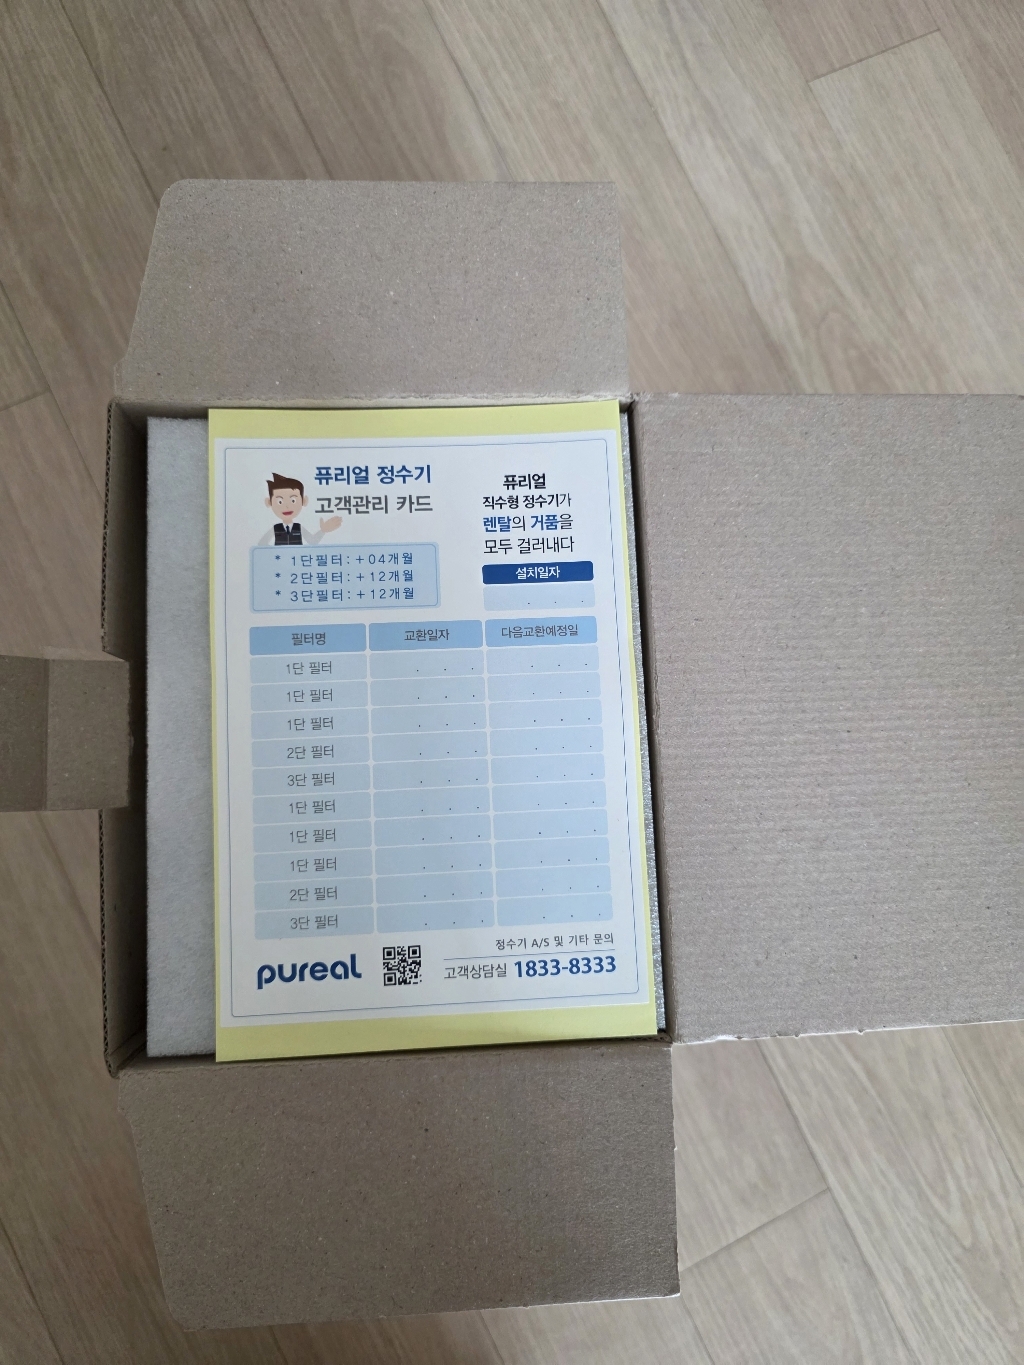 퓨리얼 정수기
고객관리 카드
* 1단필터 : + 04개월
* 2단필터 : + 12개월
* 3단필터 : + 12개월
퓨리얼
직수형 정수기가
렌탈의 거품을
모두 걸러내다
설치일자
. . .
필터명 교환일자 다음교환예정일
1단 필터 . . . . . .
1단 필터 . . . . . .
1단 필터 . . . . . .
2단 필터 . . . . . .
3단 필터 . . . . . .
1단 필터 . . . . . .
1단 필터 . . . . . .
1단 필터 . . . . . .
2단 필터 . . . . . .
3단 필터 . . . . . .
pureal
정수기 A/S 및 기타 문의
고객상담실 1833-8333